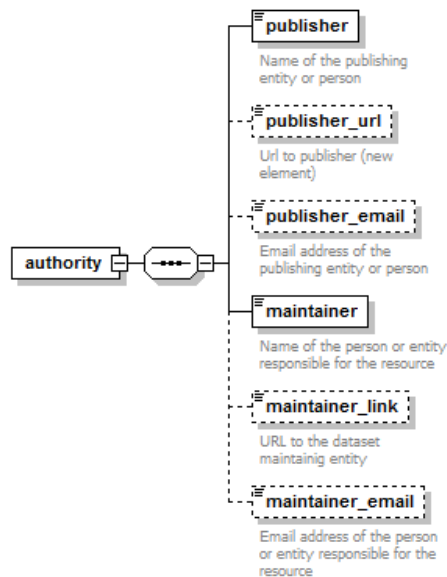 publisher
Name of the publishing
entity or person
publisher_url
Url to publisher (new
element)
publisher_email
Email address of the
publishing entity or person
authority
maintainer
Name of the person or entity
responsible for the resource
maintainer_link
URL to the dataset
maintainig entity
maintainer_email
Email address of the person
or entity responsible for the
resource